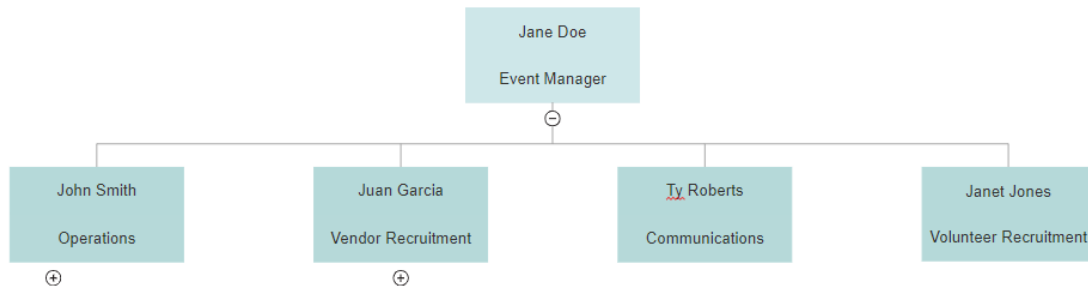 Jane Doe
Event Manager
John Smith
Operations
Juan Garcia
Vendor Recruitment
Ty Roberts
Communications
Janet Jones
Volunteer Recruitment